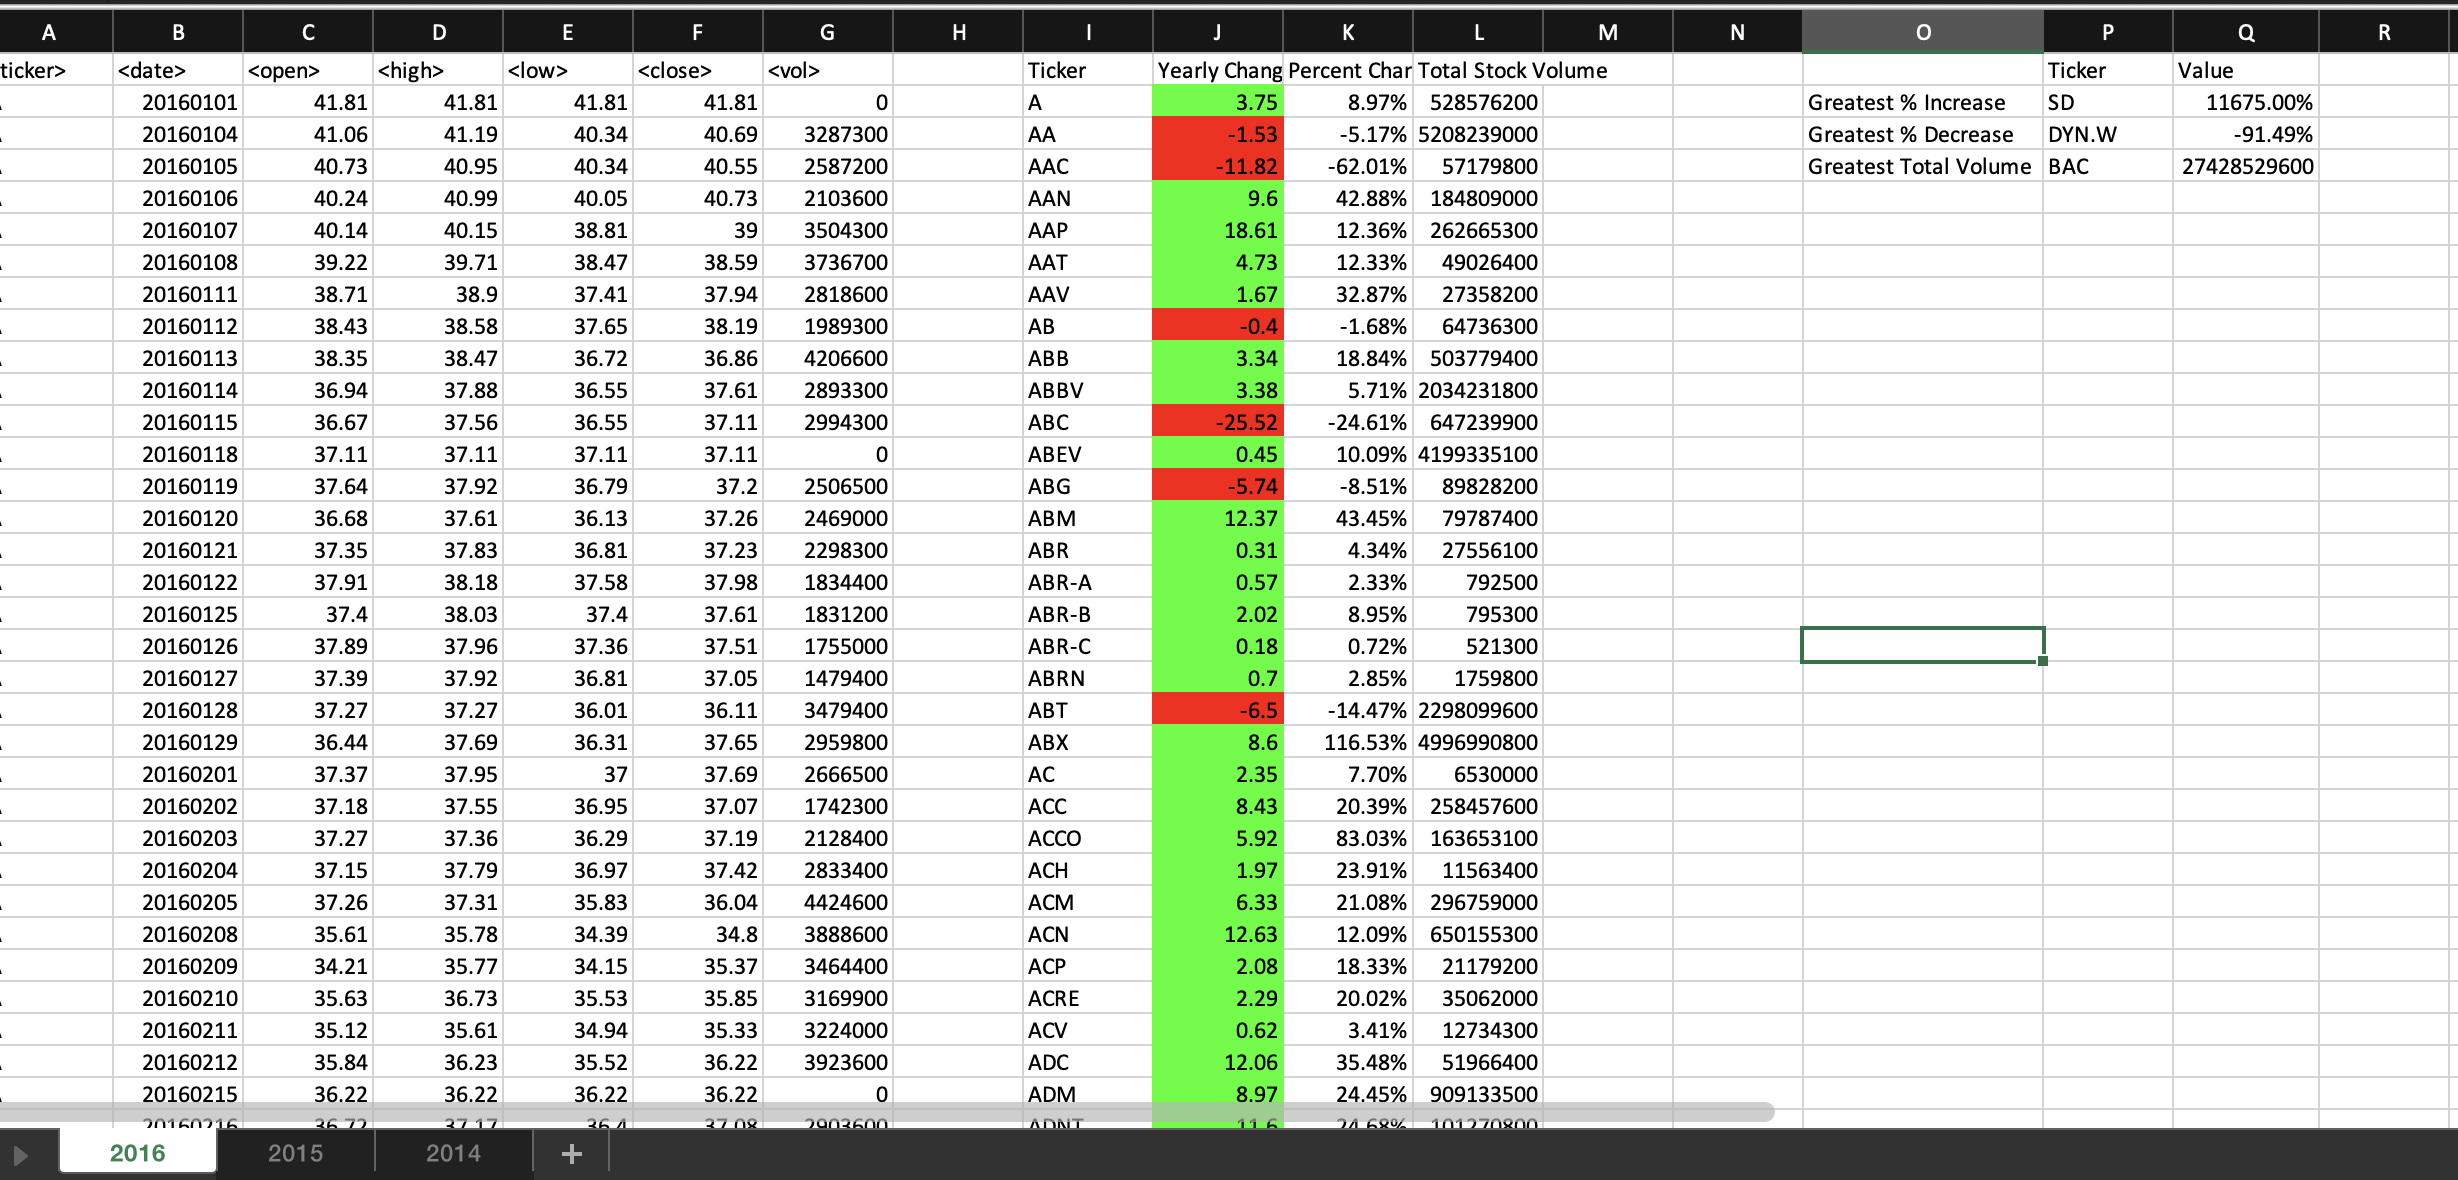 A B C D E F G H I J K L M N O P Q R
ticker> <date> <open> <high> <low> <close> <vol> Ticker Yearly Chang Percent Char Total Stock Volume Ticker Value
20160101 41.81 41.81 41.81 41.81 0 A 3.75 8.97% 528576200 Greatest % Increase SD 11675.00%
20160104 41.06 41.19 40.34 40.69 3287300 AA -1.53 -5.17% 5208239000 Greatest % Decrease DYN.W -91.49%
20160105 40.73 40.95 40.34 40.55 2587200 AAC -11.82 -62.01% 57179800 Greatest Total Volume BAC 27428529600
20160106 40.24 40.99 40.05 40.73 2103600 AAN 9.6 42.88% 184809000
20160107 40.14 40.15 38.81 39 3504300 AAP 18.61 12.36% 262665300
20160108 39.22 39.71 38.47 38.59 3736700 AAT 4.73 12.33% 49026400
20160111 38.71 38.9 37.41 37.94 2818600 AAV 1.67 32.87% 27358200
20160112 38.43 38.58 37.65 38.19 1989300 AB -0.4 -1.68% 64736300
20160113 38.35 38.47 36.72 36.86 4206600 ABB 3.34 18.84% 503779400
20160114 36.94 37.88 36.55 37.61 2893300 ABBV 3.38 5.71% 2034231800
20160115 36.67 37.56 36.55 37.11 2994300 ABC -25.52 -24.61% 647239900
20160118 37.11 37.11 37.11 37.11 0 ABEV 0.45 10.09% 4199335100
20160119 37.64 37.92 36.79 37.2 2506500 ABG -5.74 -8.51% 89828200
20160120 36.68 37.61 36.13 37.26 2469000 ABM 12.37 43.45% 79787400
20160121 37.35 37.83 36.81 37.23 2298300 ABR 0.31 4.34% 27556100
20160122 37.91 38.18 37.58 37.98 1834400 ABR-A 0.57 2.33% 792500
20160125 37.4 38.03 37.4 37.61 1831200 ABR-B 2.02 8.95% 795300
20160126 37.89 37.96 37.36 37.51 1755000 ABR-C 0.18 0.72% 521300
20160127 37.39 37.92 36.81 37.05 1479400 ABRN 0.7 2.85% 1759800
20160128 37.27 37.27 36.01 36.11 3479400 ABT -6.5 -14.47% 2298099600
20160129 36.44 37.69 36.31 37.65 2959800 ABX 8.6 116.53% 4996990800
20160201 37.37 37.95 37 37.69 2666500 AC 2.35 7.70% 6530000
20160202 37.18 37.55 36.95 37.07 1742300 ACC 8.43 20.39% 258457600
20160203 37.27 37.36 36.29 37.19 2128400 ACCO 5.92 83.03% 163653100
20160204 37.15 37.79 36.97 37.42 2833400 ACH 1.97 23.91% 11563400
20160205 37.26 37.31 35.83 36.04 4424600 ACM 6.33 21.08% 296759000
20160208 35.61 35.78 34.39 34.8 3888600 ACN 12.63 12.09% 650155300
20160209 34.21 35.77 34.15 35.37 3464400 ACP 2.08 18.33% 21179200
20160210 35.63 36.73 35.53 35.85 3169900 ACRE 2.29 20.02% 35062000
20160211 35.12 35.61 34.94 35.33 3224000 ACV 0.62 3.41% 12734300
20160212 35.84 36.23 35.52 36.22 3923600 ADC 12.06 35.48% 51966400
20160215 36.22 36.22 36.22 36.22 0 ADM 8.97 24.45% 909133500
20160216 36.72 37.17 36.4 37.08 2903600 ADNT 11.6 24.68% 101270800
2016 2015 2014 +